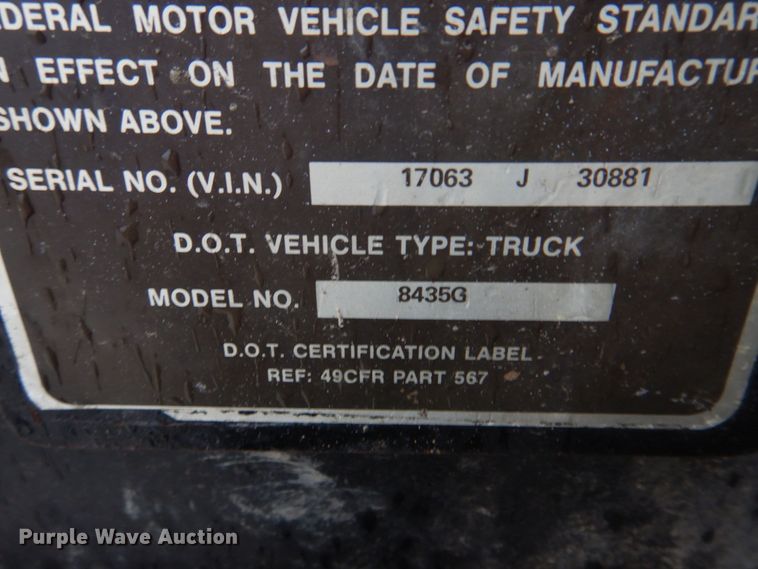 EDERAL MOTOR VEHICLE SAFETY STANDAR
N EFFECT ON THE DATE OF MANUFACTUR
SHOWN ABOVE.
SERIAL NO. (V.I.N.) 17063 J 30881
D.O.T. VEHICLE TYPE: TRUCK
MODEL NO. 8435G
D.O.T. CERTIFICATION LABEL
REF: 49CFR PART 567
Purple Wave Auction